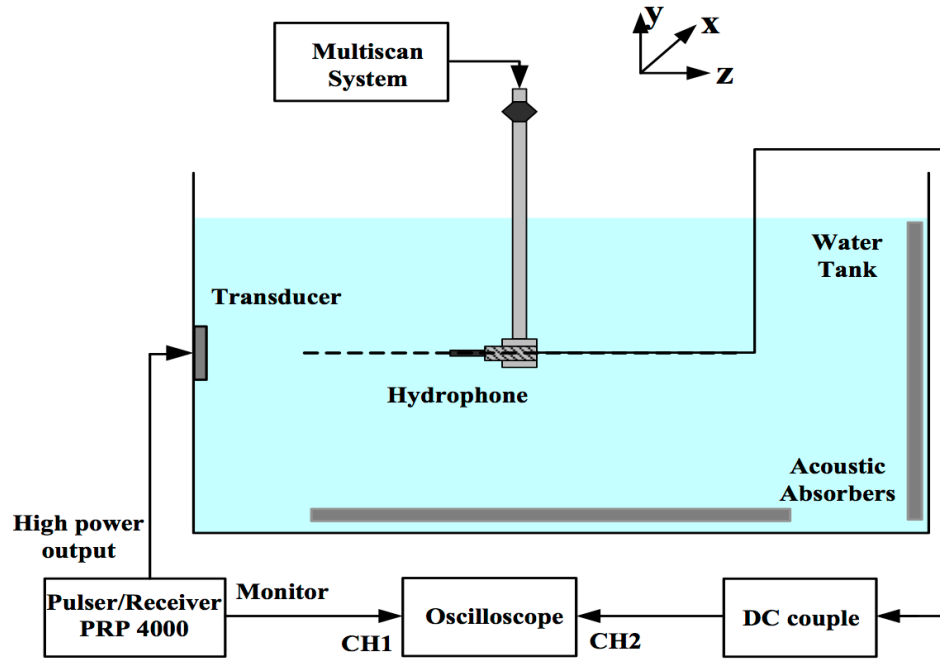 y
x
z
Multiscan
System
Water
Tank
Transducer
Hydrophone
Acoustic
Absorbers
High power
output
Pulser/Receiver
PRP 4000
Monitor
CH1
Oscilloscope
CH2
DC couple